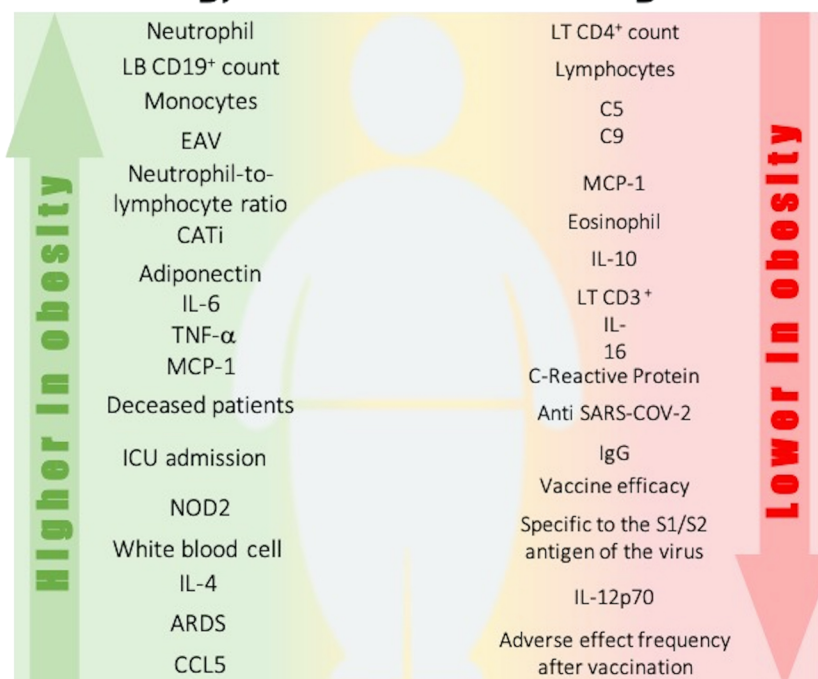 Higher in obesity
Neutrophil
LB CD19⁺ count
Monocytes
EAV
Neutrophil-to-
lymphocyte ratio
CATi
Adiponectin
IL-6
TNF-α
MCP-1
Deceased patients
ICU admission
NOD2
White blood cell
IL-4
ARDS
CCL5
LT CD4⁺ count
Lymphocytes
C5
C9
MCP-1
Eosinophil
IL-10
LT CD3⁺
IL-
16
C-Reactive Protein
Anti SARS-COV-2
IgG
Vaccine efficacy
Specific to the S1/S2
antigen of the virus
IL-12p70
Adverse effect frequency
after vaccination
Lower in obesity